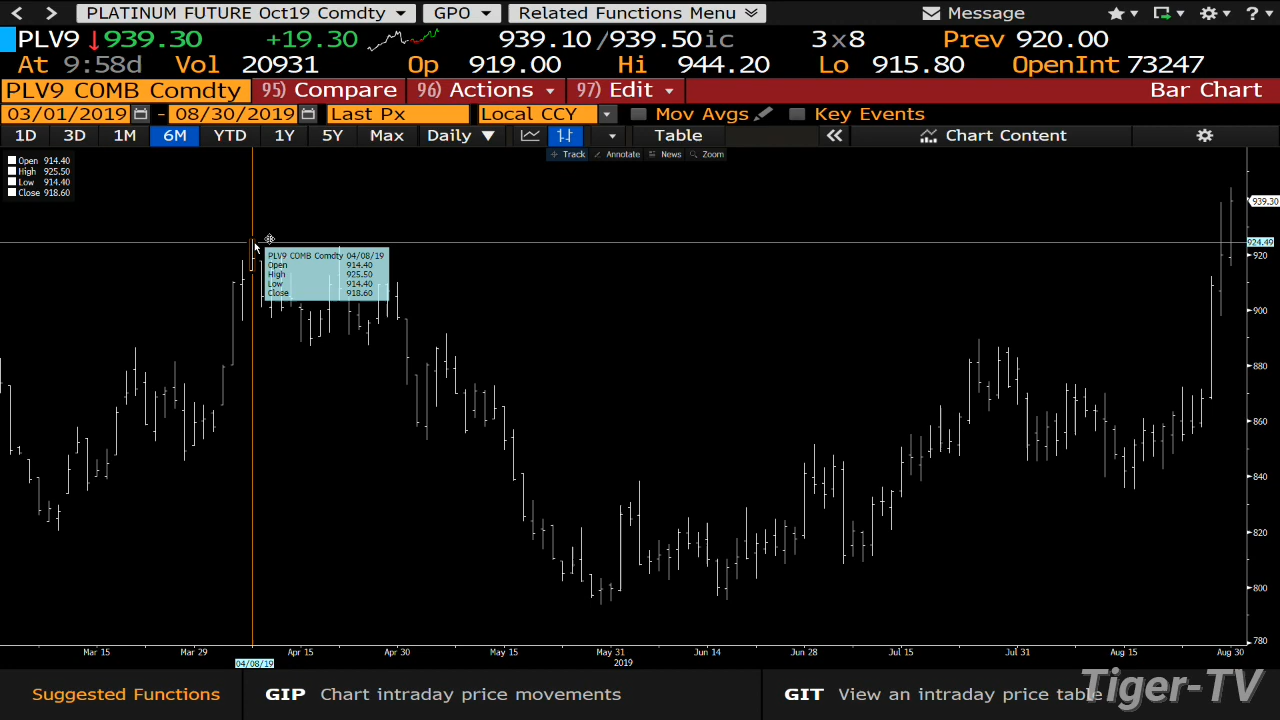 PLATINUM FUTURE Oct19 Comdty GPO Related Functions Menu Message
PLV9 939.30 +19.30 939.10/939.50ic 3x8 Prev 920.00
At 9:58d Vol 20931 Op 919.00 Hi 944.20 Lo 915.80 OpenInt 73247
PLV9 COMB Comdty 95) Compare 96) Actions 97) Edit Bar Chart
03/01/2019 - 08/30/2019 Last Px Local CCY Mov Avgs Key Events
1D 3D 1M 6M YTD 1Y 5Y Max Daily ▼ Table Chart Content
Track Annotate News Zoom
Open 914.40
High 925.50
Low 914.40
Close 918.60
939.30
924.49
PLV9 COMB Comdty 04/08/19
Open 914.40
High 925.50
Low 914.40
Close 918.60
920
900
880
860
840
820
800
780
Mar 15 Mar 29 Apr 15 Apr 30 May 15 May 31 Jun 14 Jun 28 Jul 15 Jul 31 Aug 15 Aug 30
04/08/19 2019
Suggested Functions GIP Chart intraday price movements GIT View an intraday price table
Tiger-TV